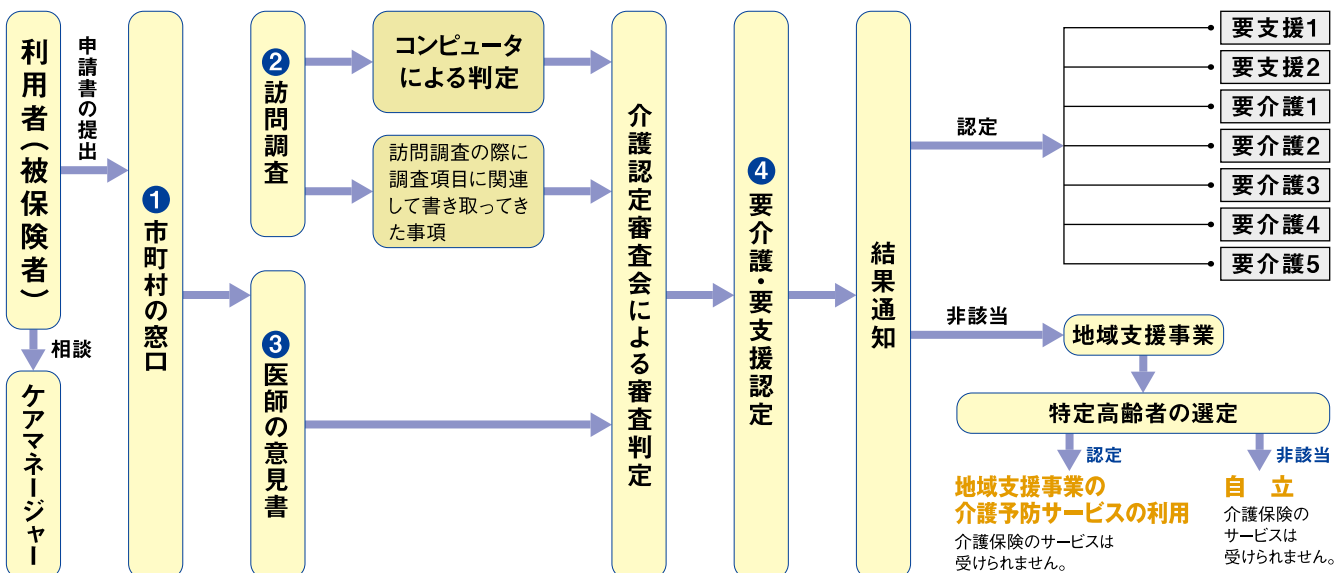 利用者(被保険者)
申請書の提出
相談
ケアマネージャー
❶市町村の窓口
❷訪問調査
コンピュータ
による判定
訪問調査の際に
調査項目に関連
して書き取ってき
た事項
❸医師の意見書
介護認定審査会による審査判定
❹要介護・要支援認定
結果通知
認定
要支援1
要支援2
要介護1
要介護2
要介護3
要介護4
要介護5
非該当
地域支援事業
特定高齢者の選定
認定
地域支援事業の
介護予防サービスの利用
介護保険のサービスは
受けられません。
非該当
自 立
介護保険の
サービスは
受けられません。